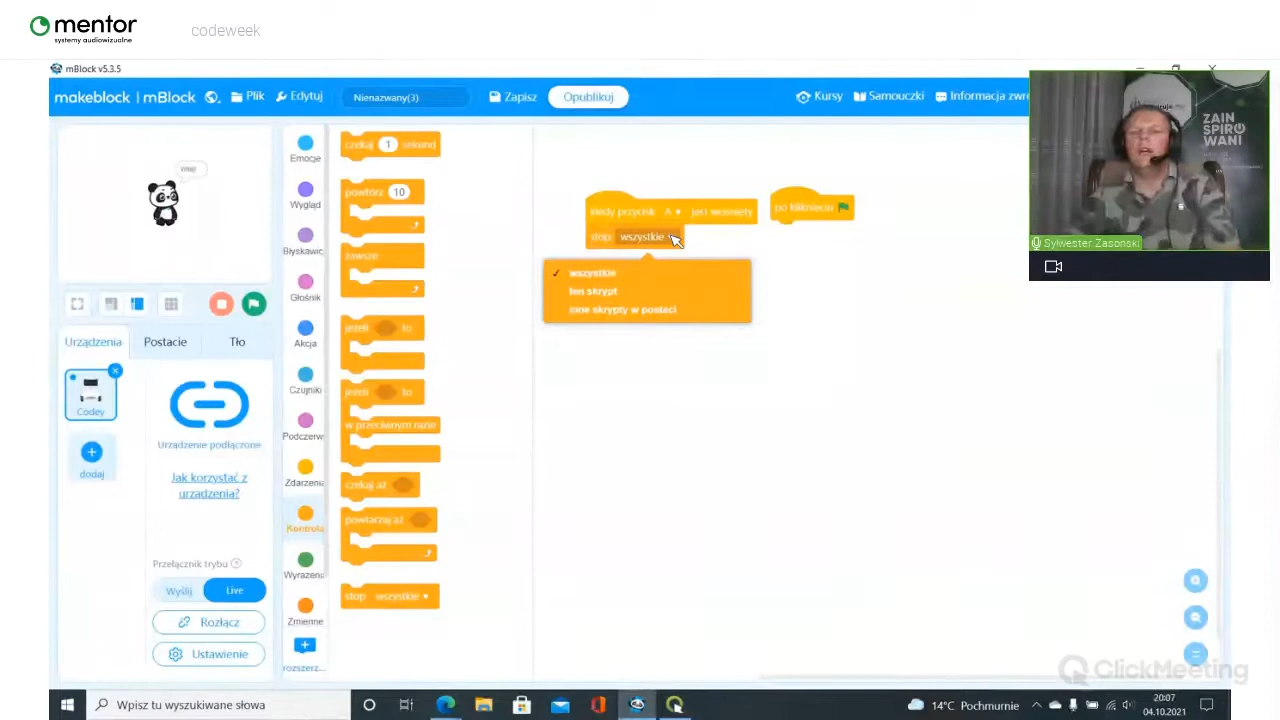 mentor
systemy audiowizualne
codeweek
mBlock v5.3.5
makeblock | mBlock
Plik
Edytuj
Nienazwany(3)
Zapisz
Opublikuj
Kursy
Samouczki
Informacja zwro
ZAIN
SPIRO
WANI
Sylwester Zasoński
Emocje
Wygląd
Błyskawic
Głośnik
Akcja
Czujniki
Podczerw
Zdarzenia
Kontrola
Wyrażenia
Zmienne
rozszerz...
czekaj 1 sekund
powtórz 10
zawsze
jeżeli to
jeżeli to
w przeciwnym razie
czekaj aż
powtarzaj aż
stop wszystkie
kiedy przycisk A jest wciśnięty
stop wszystkie
po kliknięciu
wszystkie
ten skrypt
inne skrypty w postaci
Urządzenia
Postacie
Tło
Codey
dodaj
Urządzenie podłączone
Jak korzystać z
urządzenia?
Przełącznik trybu
Wyślij
Live
Rozłącz
Ustawienie
ClickMeeting
Wpisz tu wyszukiwane słowa
14°C Pochmurnie
20:07
04.10.2021